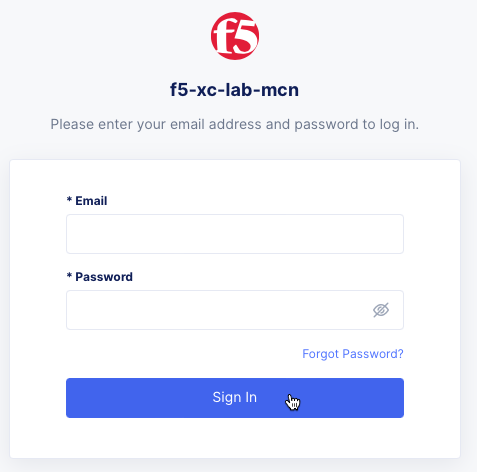 f5
f5-xc-lab-mcn
Please enter your email address and password to log in.
* Email
* Password
Forgot Password?
Sign In